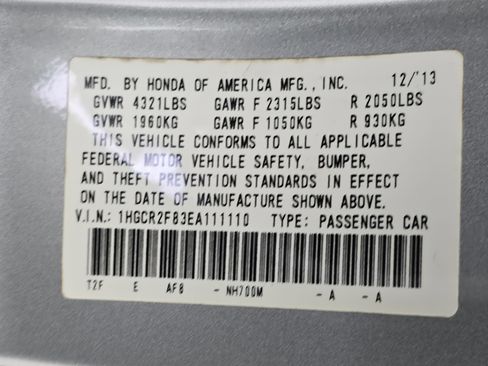 MFD. BY HONDA OF AMERICA MFG., INC. 12/'13
GVWR 4321LBS GAWR F 2315LBS R 2050LBS
GVWR 1960KG GAWR F 1050KG R 930KG
THIS VEHICLE CONFORMS TO ALL APPLICABLE
FEDERAL MOTOR VEHICLE SAFETY, BUMPER,
AND THEFT PREVENTION STANDARDS IN EFFECT
ON THE DATE OF MANUFACTURE SHOWN ABOVE.
V.I.N.: 1HGCR2F83EA111110 TYPE: PASSENGER CAR
T2F E AF8 - NH700M - A - A